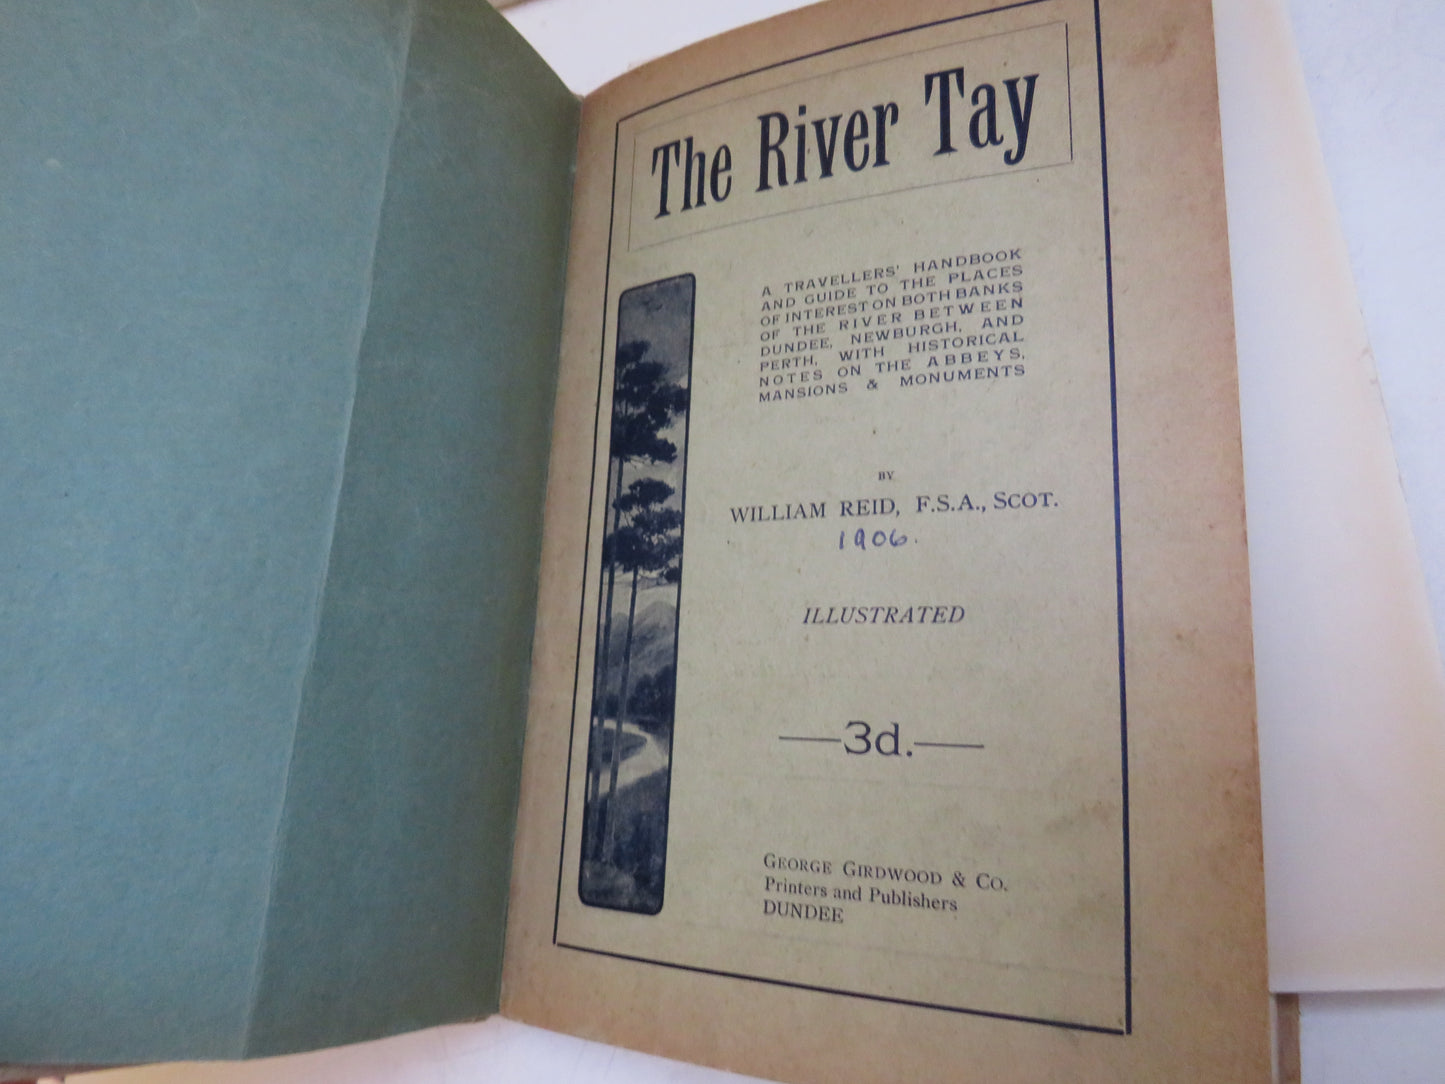 The River Tay
A TRAVELLERS' HANDBOOK
AND GUIDE TO THE PLACES
OF INTEREST ON BOTH BANKS
OF THE RIVER BETWEEN
DUNDEE, NEWBURGH, AND
PERTH, WITH HISTORICAL
NOTES ON THE ABBEYS,
MANSIONS & MONUMENTS
BY
WILLIAM REID, F.S.A., SCOT.
1906.
ILLUSTRATED
3d.
GEORGE GIRDWOOD & CO.
Printers and Publishers
DUNDEE